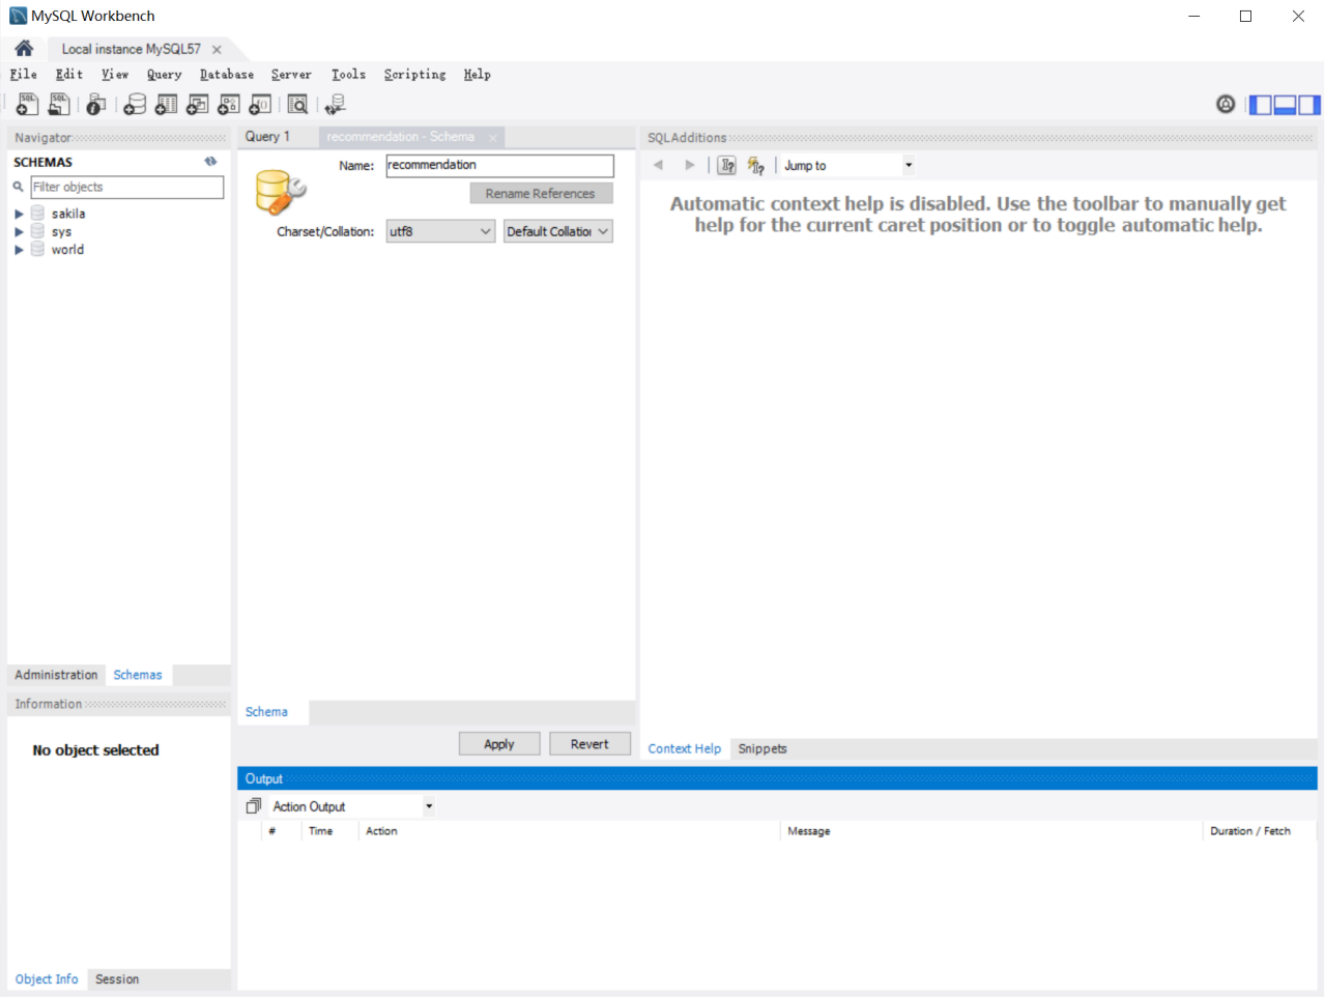 MySQL Workbench
Local instance MySQL57
File Edit View Query Database Server Tools Scripting Help
Navigator
SCHEMAS
Filter objects
sakila
sys
world
Administration Schemas
Information
No object selected
Object Info Session
Query 1 recommendation - Schema
Name: recommendation
Rename References
Charset/Collation: utf8 Default Collation
Schema
Apply Revert
SQLAdditions
Jump to
Automatic context help is disabled. Use the toolbar to manually get
help for the current caret position or to toggle automatic help.
Context Help Snippets
Output
Action Output
# Time Action Message Duration / Fetch